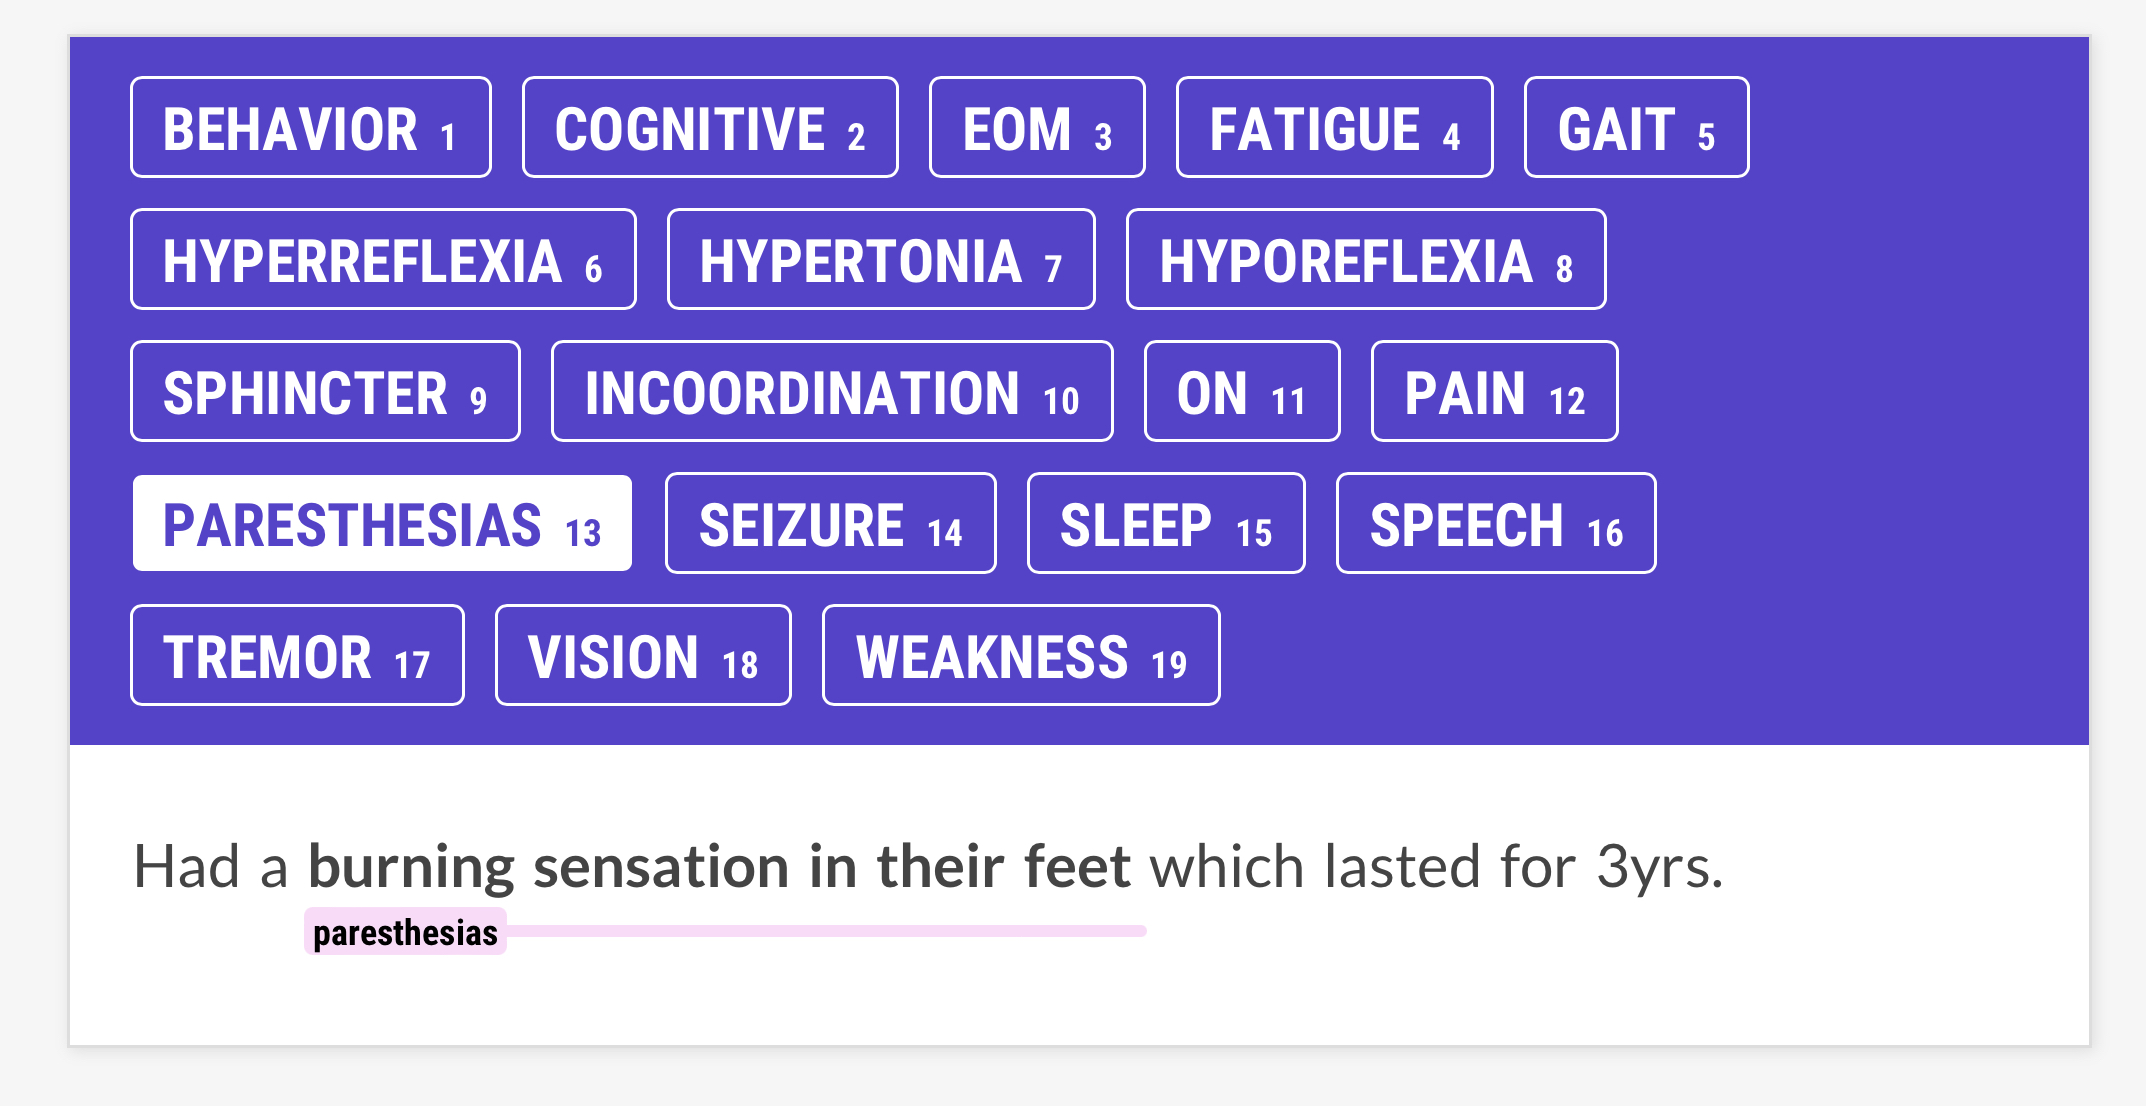 BEHAVIOR 1 COGNITIVE 2 EOM 3 FATIGUE 4 GAIT 5
HYPERREFLEXIA 6 HYPERTONIA 7 HYPOREFLEXIA 8
SPHINCTER 9 INCOORDINATION 10 ON 11 PAIN 12
PARESTHESIAS 13 SEIZURE 14 SLEEP 15 SPEECH 16
TREMOR 17 VISION 18 WEAKNESS 19
Had a burning sensation in their feet which lasted for 3yrs.
paresthesias